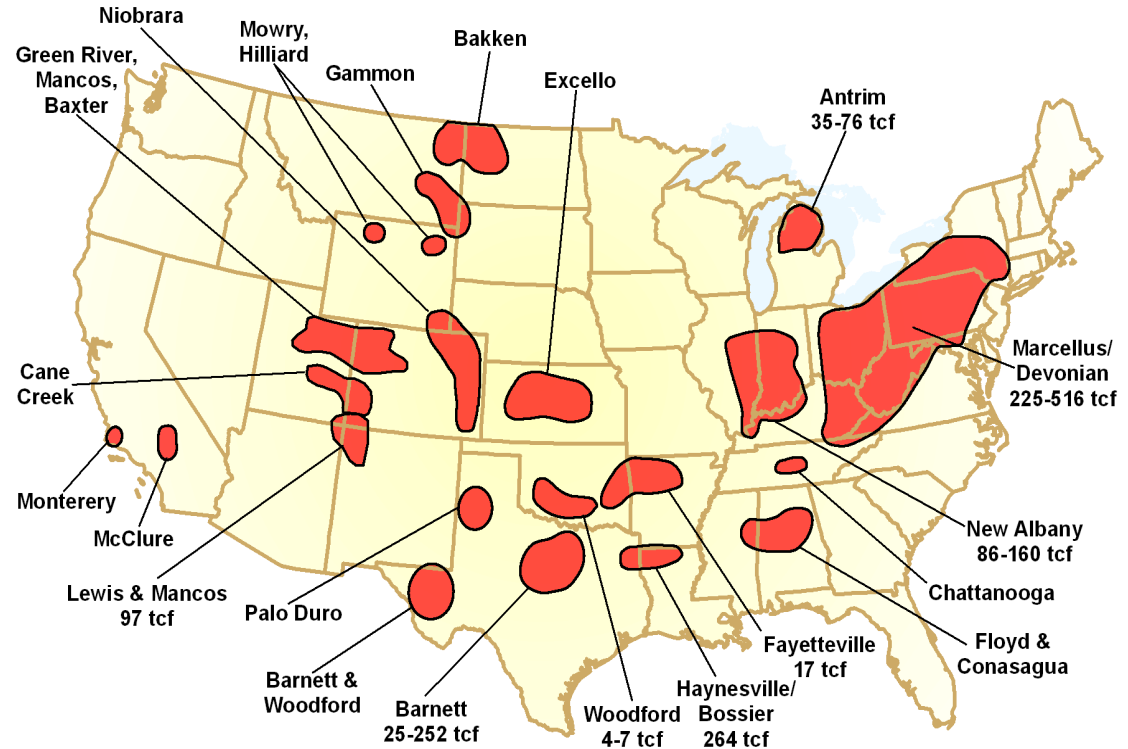 Niobrara
Mowry,
Hilliard
Bakken
Green River,
Mancos,
Baxter
Gammon
Excello
Antrim
35-76 tcf
Cane
Creek
Marcellus/
Devonian
225-516 tcf
Monterery
McClure
New Albany
86-160 tcf
Lewis & Mancos
97 tcf
Palo Duro
Chattanooga
Floyd &
Conasagua
Fayetteville
17 tcf
Barnett &
Woodford
Barnett
25-252 tcf
Woodford
4-7 tcf
Haynesville/
Bossier
264 tcf